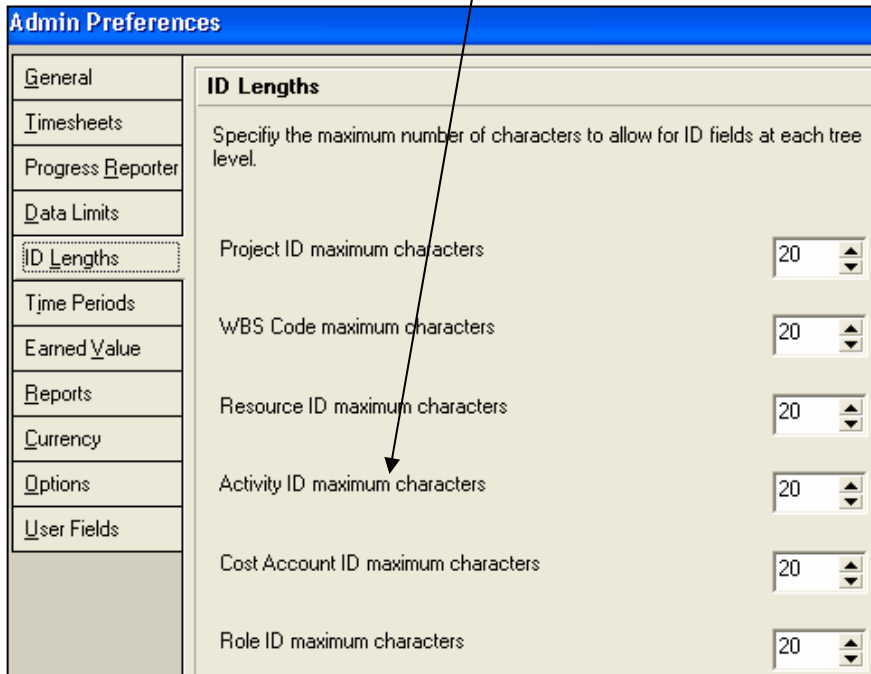 Admin Preferences
General
Timesheets
Progress Reporter
Data Limits
ID Lengths
Time Periods
Earned Value
Reports
Currency
Options
User Fields
ID Lengths
Specifiy the maximum number of characters to allow for ID fields at each tree
level.
Project ID maximum characters 20
WBS Code maximum characters 20
Resource ID maximum characters 20
Activity ID maximum characters 20
Cost Account ID maximum characters 20
Role ID maximum characters 20